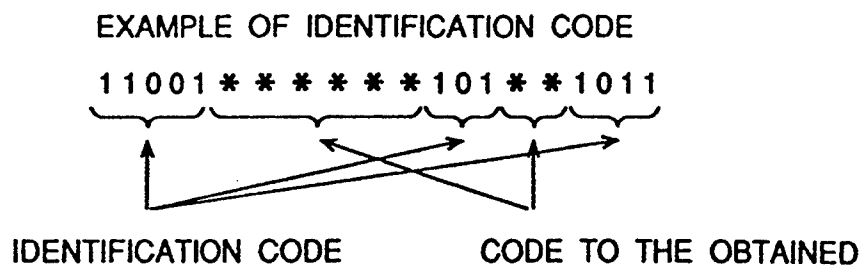 EXAMPLE OF IDENTIFICATION CODE
11001******101**1011
IDENTIFICATION CODE CODE TO THE OBTAINED